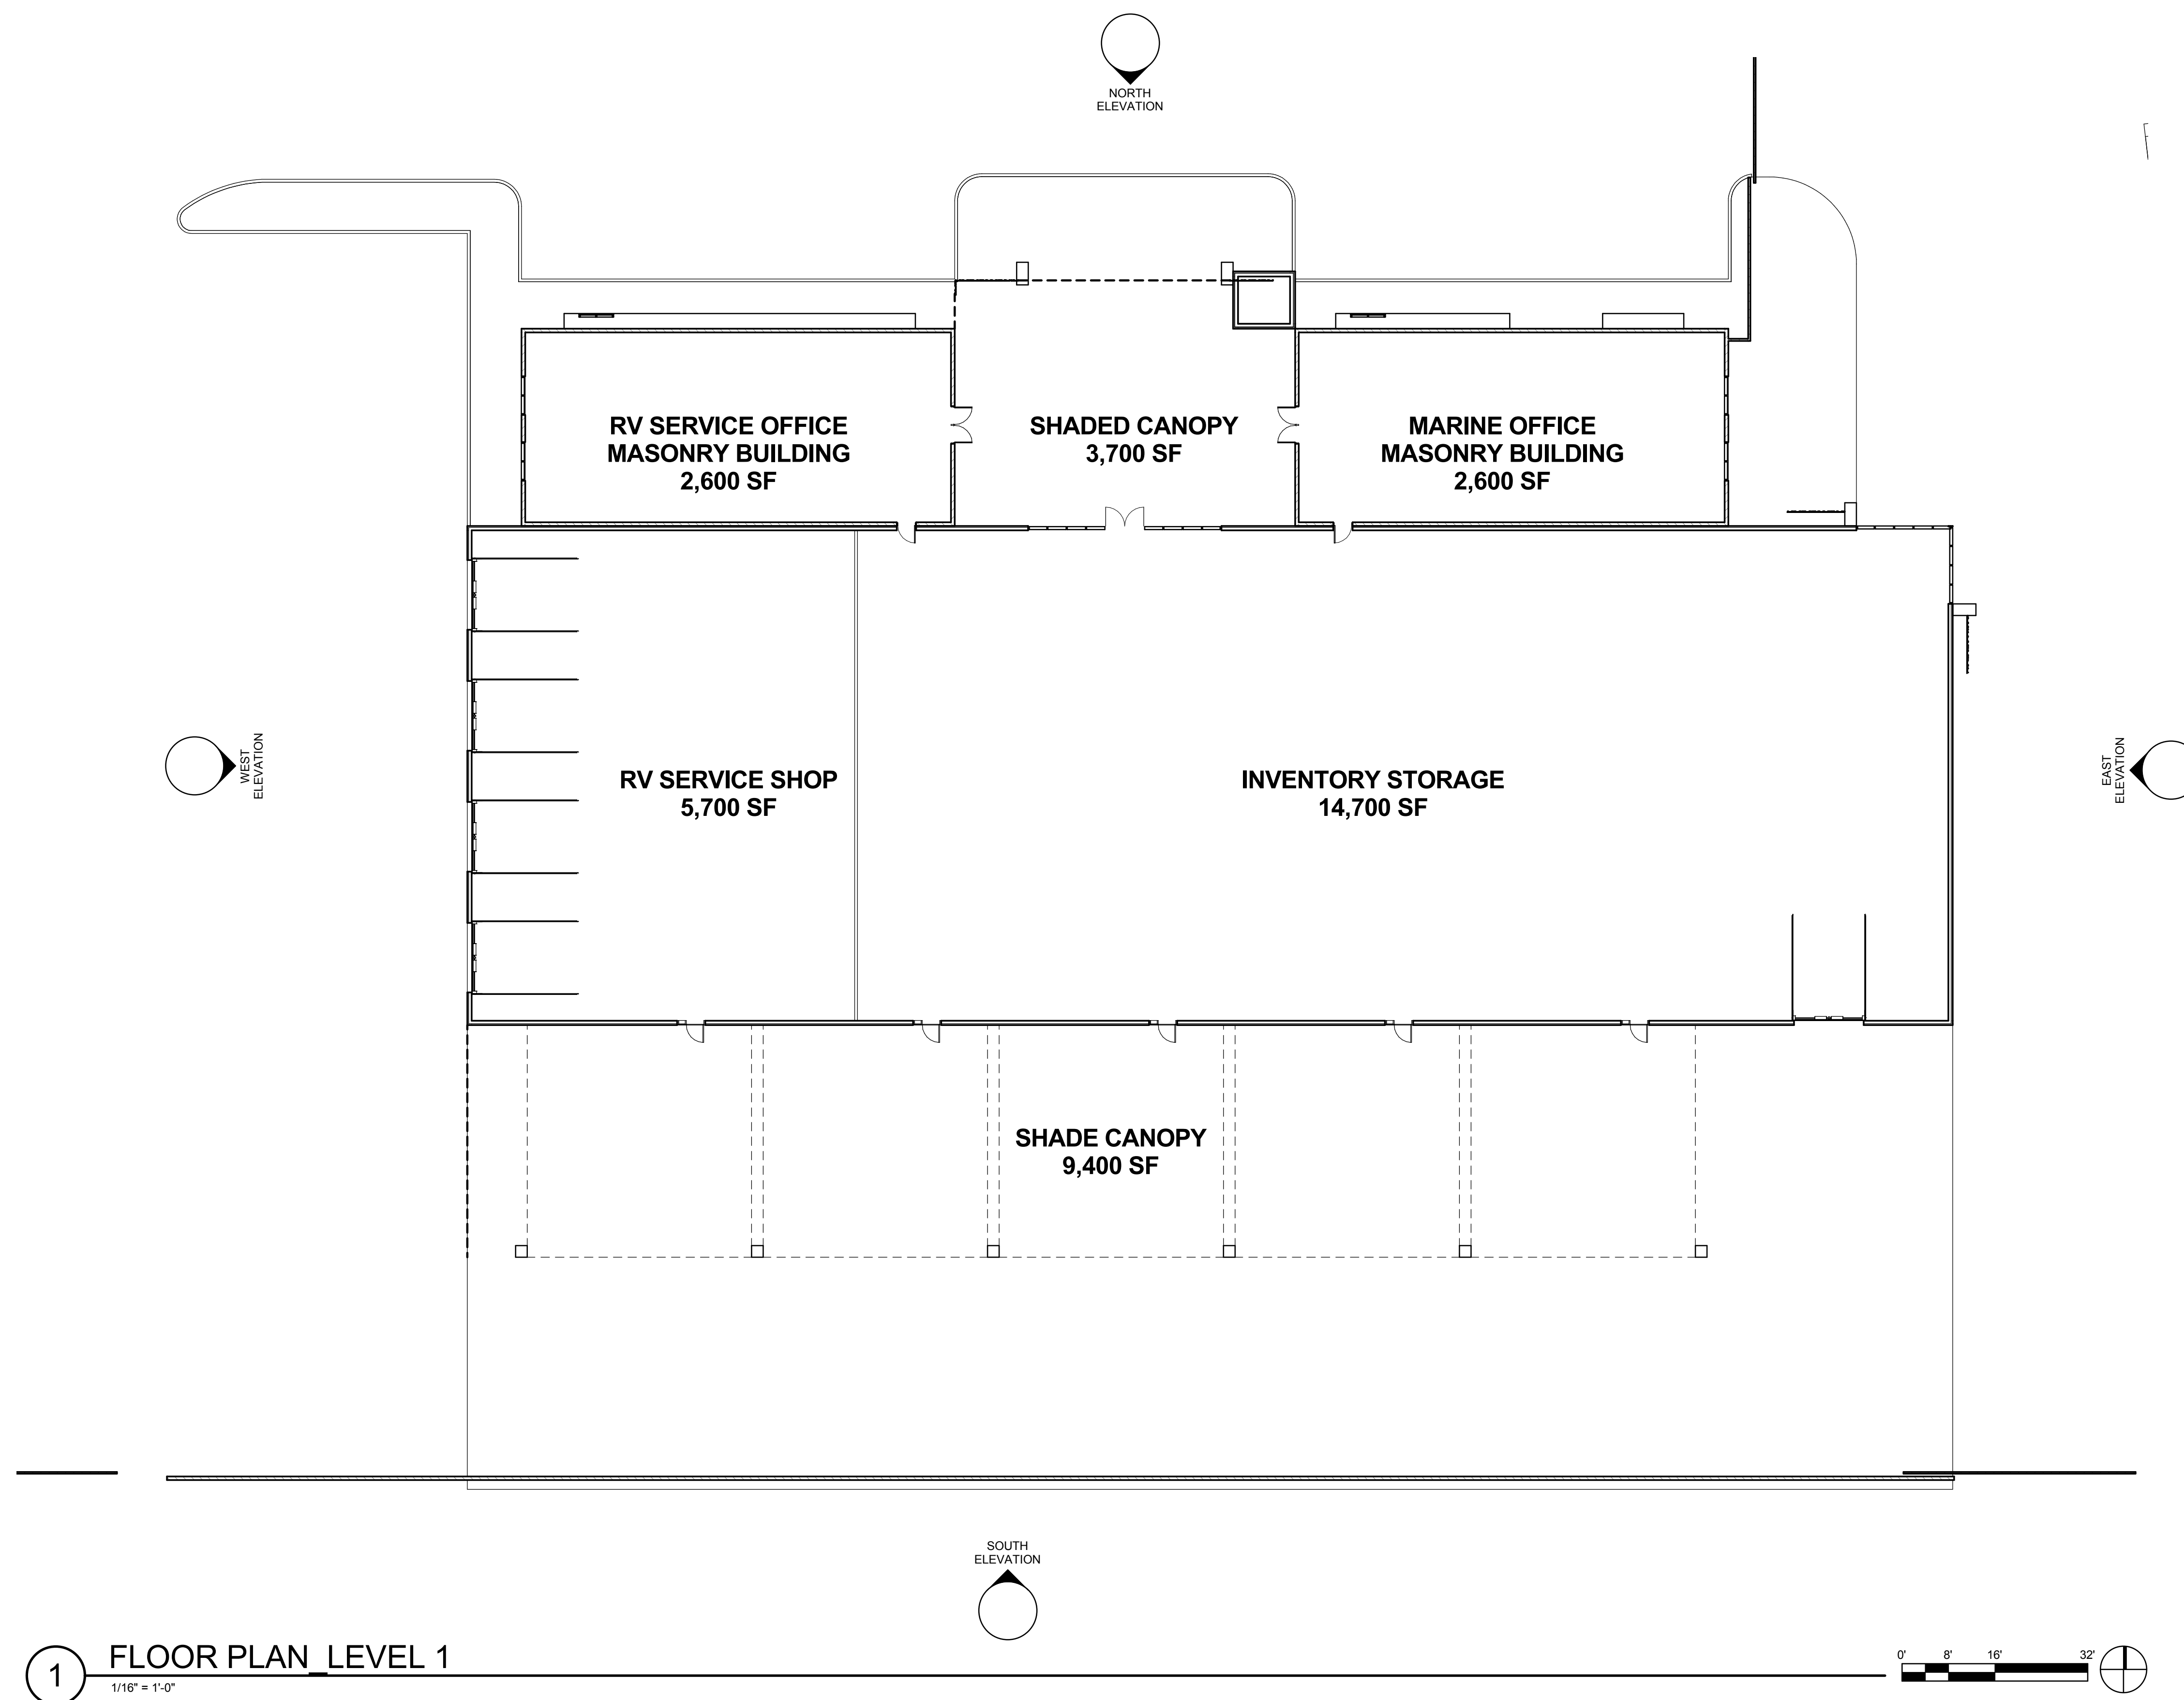 NORTH
ELEVATION
RV SERVICE OFFICE
MASONRY BUILDING
2,600 SF
SHADED CANOPY
3,700 SF
MARINE OFFICE
MASONRY BUILDING
2,600 SF
WEST
ELEVATION
RV SERVICE SHOP
5,700 SF
INVENTORY STORAGE
14,700 SF
EAST
ELEVATION
SHADE CANOPY
9,400 SF
SOUTH
ELEVATION
1
FLOOR PLAN_LEVEL 1
1/16" = 1'-0"
0' 8' 16' 32'